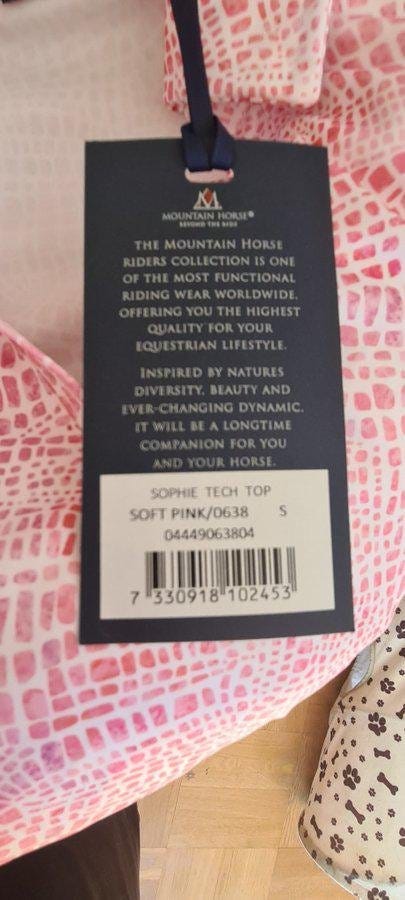 MOUNTAIN HORSE®
BEYOND THE RIDE
THE MOUNTAIN HORSE
RIDERS COLLECTION IS ONE
OF THE MOST FUNCTIONAL
RIDING WEAR WORLDWIDE.
OFFERING YOU THE HIGHEST
QUALITY FOR YOUR
EQUESTRIAN LIFESTYLE.
INSPIRED BY NATURES
DIVERSITY. BEAUTY AND
EVER-CHANGING DYNAMIC.
IT WILL BE A LONGTIME
COMPANION FOR YOU
AND YOUR HORSE.
SOPHIE TECH TOP
SOFT PINK/0638 S
04449063804
7 330918 102453